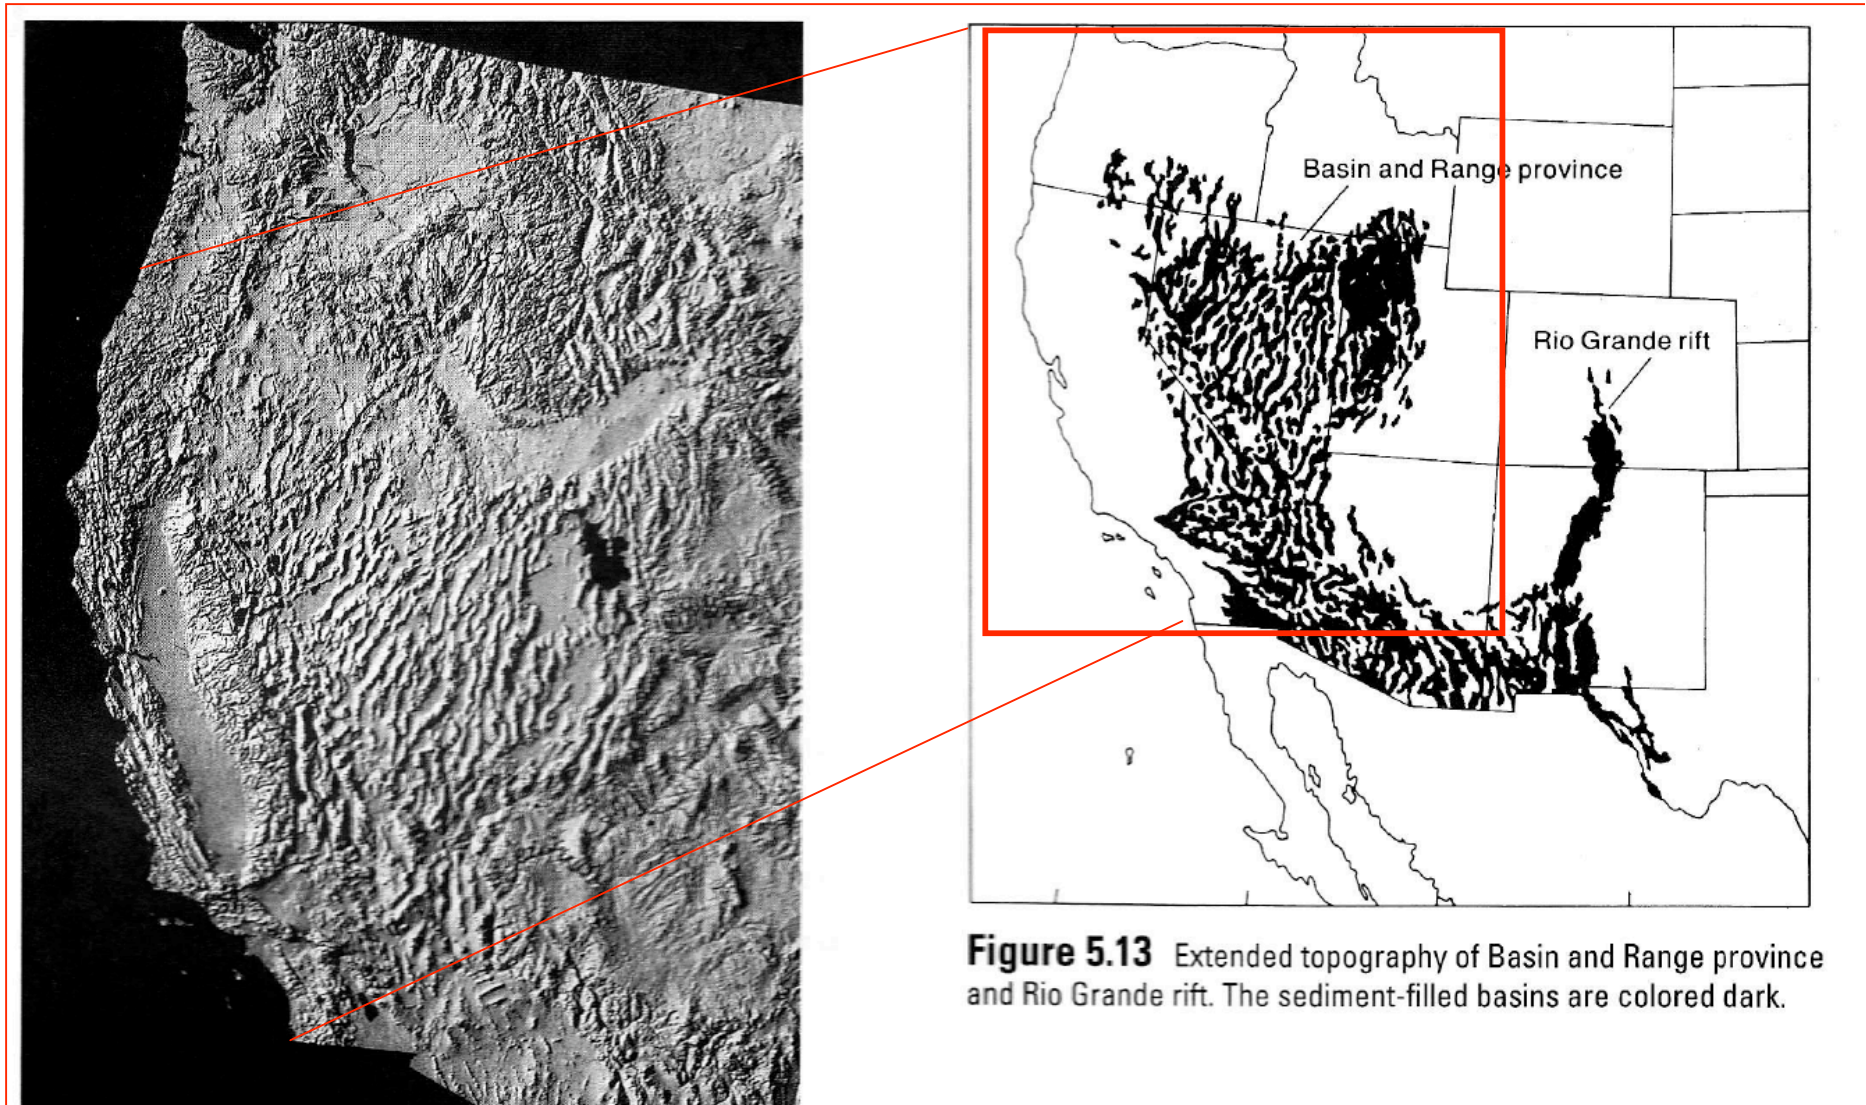 Basin and Range province
Rio Grande rift
Figure 5.13 Extended topography of Basin and Range province
and Rio Grande rift. The sediment-filled basins are colored dark.